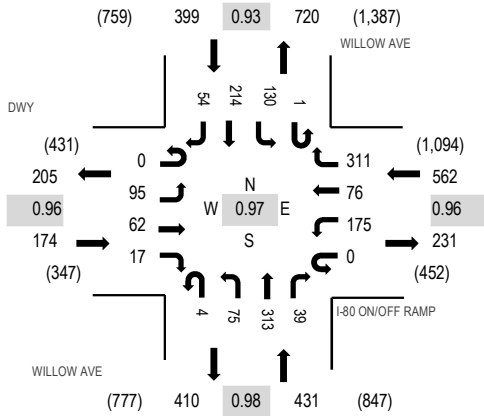 (759) 399 0.93 720 (1,387)
WILLOW AVE
DWY
54 214 130 1
(431) (1,094)
205 0 311 562
0.96 95 N 76 0.96
62 W 0.97 E 175
174 17 S 0 231
(347) (452)
4 75 313 39
I-80 ON/OFF RAMP
WILLOW AVE
(777) 410 0.98 431 (847)